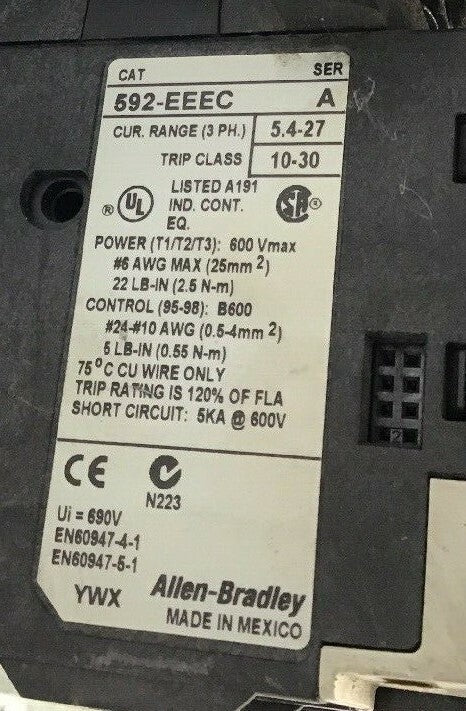 CAT SER
592-EEEC A
CUR. RANGE (3 PH.) 5.4-27
TRIP CLASS 10-30
LISTED A191
® UL IND. CONT. SA ®
EQ.
POWER (T1/T2/T3): 600 Vmax
#6 AWG MAX (25mm²)
22 LB-IN (2.5 N-m)
CONTROL (95-98): B600
#24-#10 AWG (0.5-4mm²)
5 LB-IN (0.55 N-m)
75°C CU WIRE ONLY
TRIP RATING IS 120% OF FLA
SHORT CIRCUIT: 5KA @ 600V
CE
N223
Ui = 690V
EN60947-4-1
EN60947-5-1
YWX Allen-Bradley
MADE IN MEXICO
2